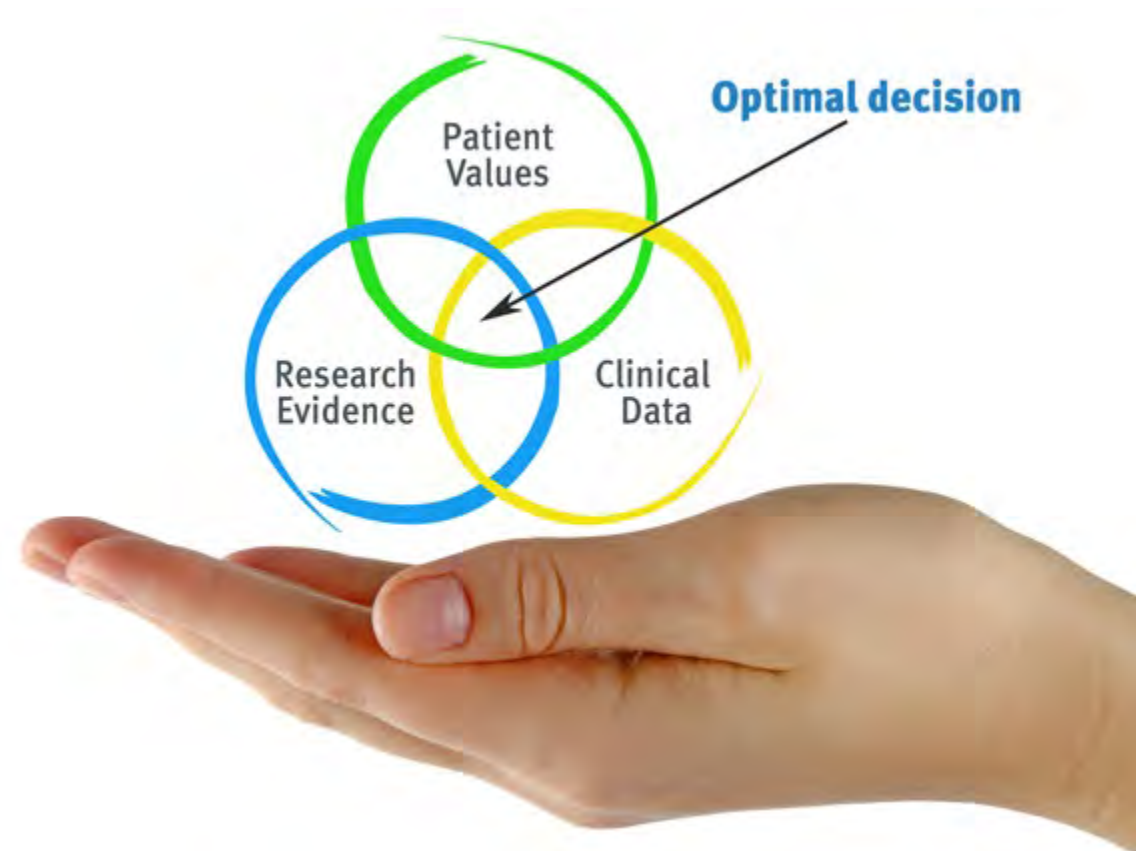 Optimal decision
Patient
Values
Research
Evidence
Clinical
Data